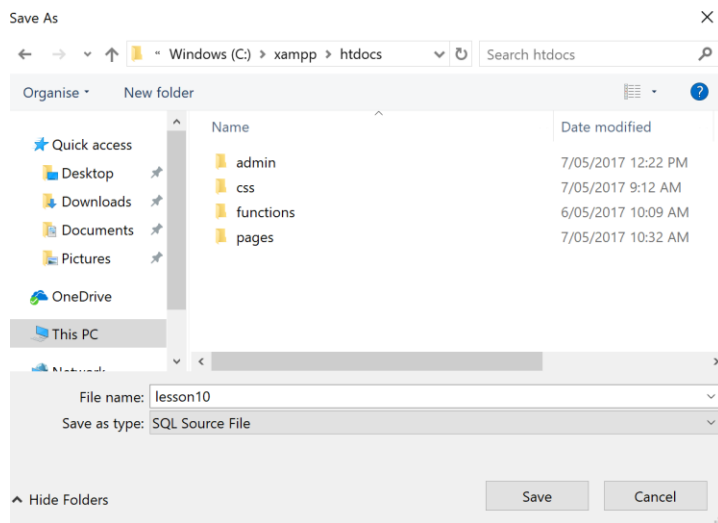 Save As
« Windows (C:) > xampp > htdocs
Search htdocs
Organise
New folder
Name
Date modified
Quick access
Desktop
Downloads
Documents
Pictures
OneDrive
This PC
Network
admin 7/05/2017 12:22 PM
css 7/05/2017 9:12 AM
functions 6/05/2017 10:09 AM
pages 7/05/2017 10:32 AM
File name: lesson10
Save as type: SQL Source File
Hide Folders
Save
Cancel